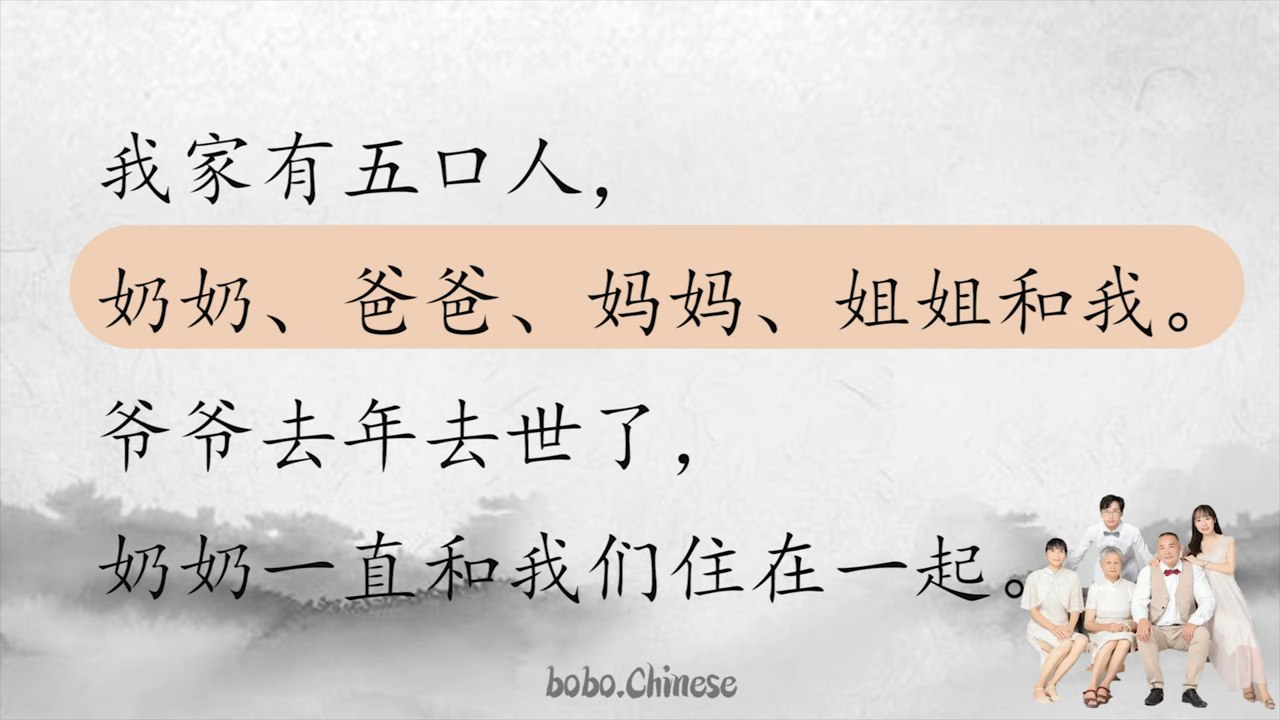 我家有五口人，
奶奶、爸爸、妈妈、姐姐和我。
爷爷去年去世了，
奶奶一直和我们住在一起。
bobo.Chinese